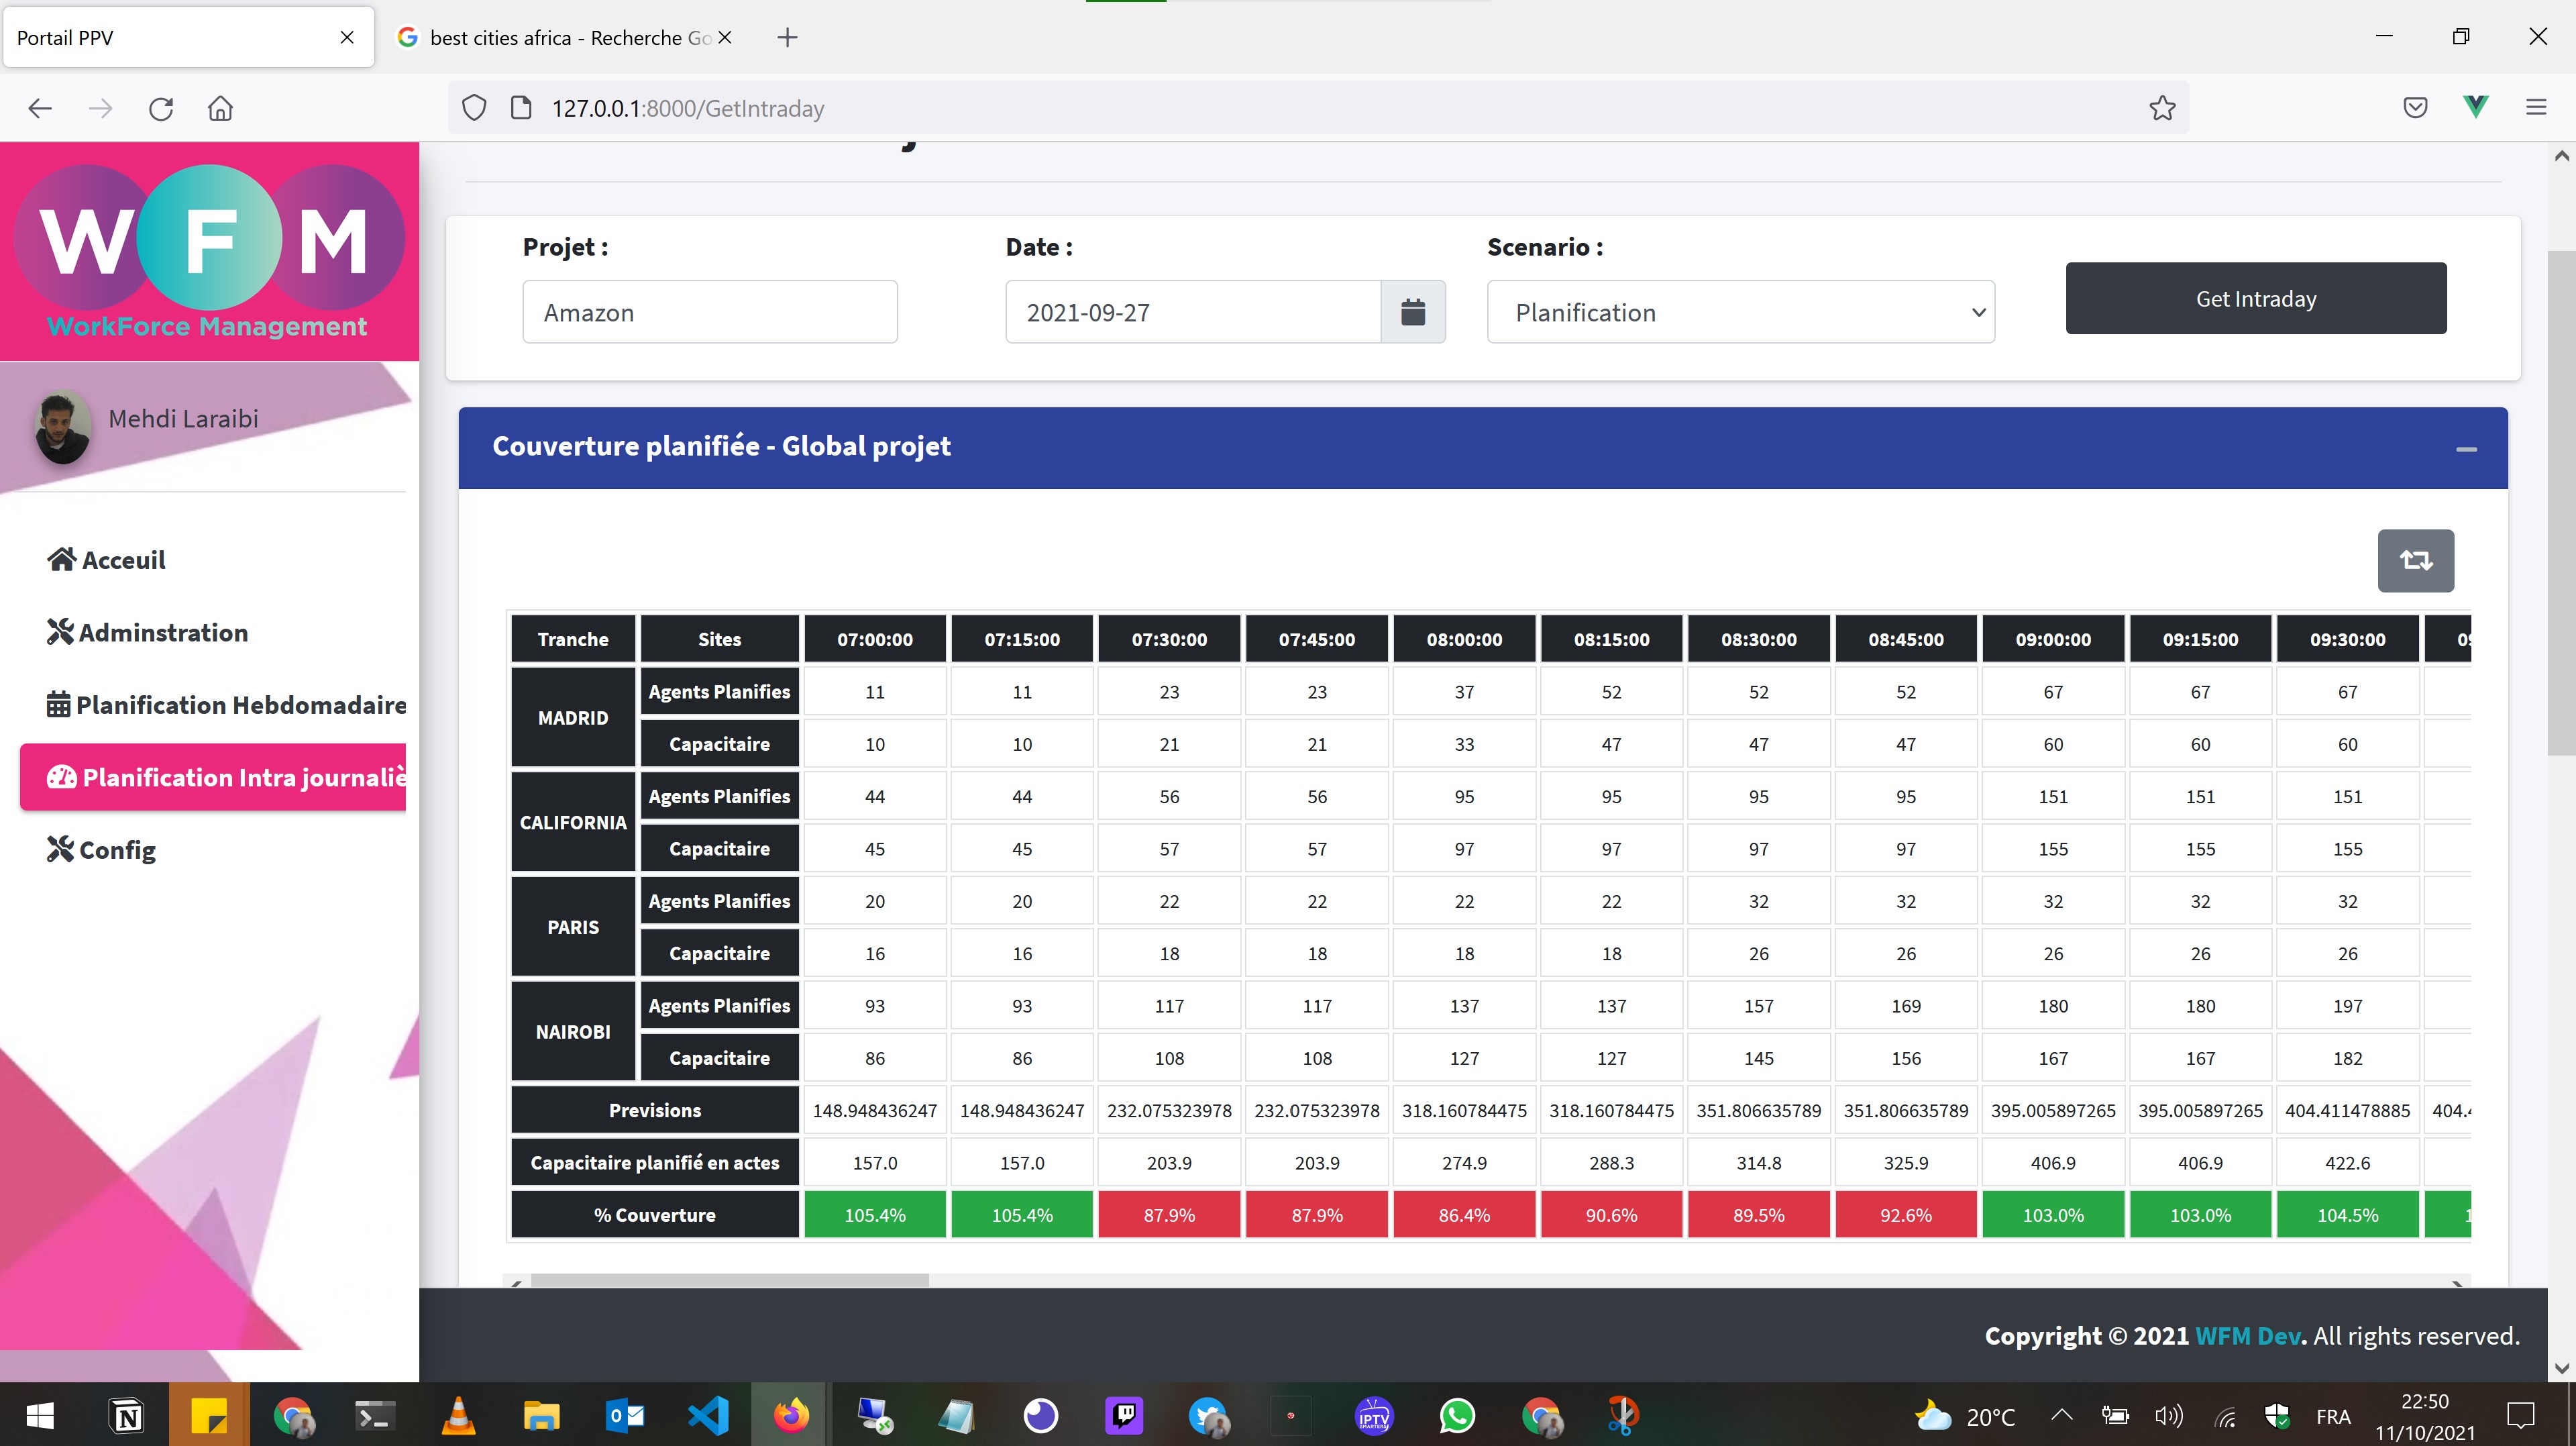 Portail PPV
best cities africa - Recherche Go
127.0.0.1:8000/GetIntraday
W F M
WorkForce Management
Mehdi Laraibi
Acceuil
Adminstration
Planification Hebdomadaire
Planification Intra journaliè
Config
Projet : Date : Scenario :
Amazon 2021-09-27 Planification Get Intraday
Couverture planifiée - Global projet
Tranche Sites 07:00:00 07:15:00 07:30:00 07:45:00 08:00:00 08:15:00 08:30:00 08:45:00 09:00:00 09:15:00 09:30:00
MADRID Agents Planifies 11 11 23 23 37 52 52 52 67 67 67
Capacitaire 10 10 21 21 33 47 47 47 60 60 60
CALIFORNIA Agents Planifies 44 44 56 56 95 95 95 95 151 151 151
Capacitaire 45 45 57 57 97 97 97 97 155 155 155
PARIS Agents Planifies 20 20 22 22 22 22 32 32 32 32 32
Capacitaire 16 16 18 18 18 18 26 26 26 26 26
NAIROBI Agents Planifies 93 93 117 117 137 137 157 169 180 180 197
Capacitaire 86 86 108 108 127 127 145 156 167 167 182
Previsions 148.948436247 148.948436247 232.075323978 232.075323978 318.160784475 318.160784475 351.806635789 351.806635789 395.005897265 395.005897265 404.411478885 404.4
Capacitaire planifié en actes 157.0 157.0 203.9 203.9 274.9 288.3 314.8 325.9 406.9 406.9 422.6
% Couverture 105.4% 105.4% 87.9% 87.9% 86.4% 90.6% 89.5% 92.6% 103.0% 103.0% 104.5%
Copyright © 2021 WFM Dev. All rights reserved.
IPTV
20°C
FRA
22:50
11/10/2021